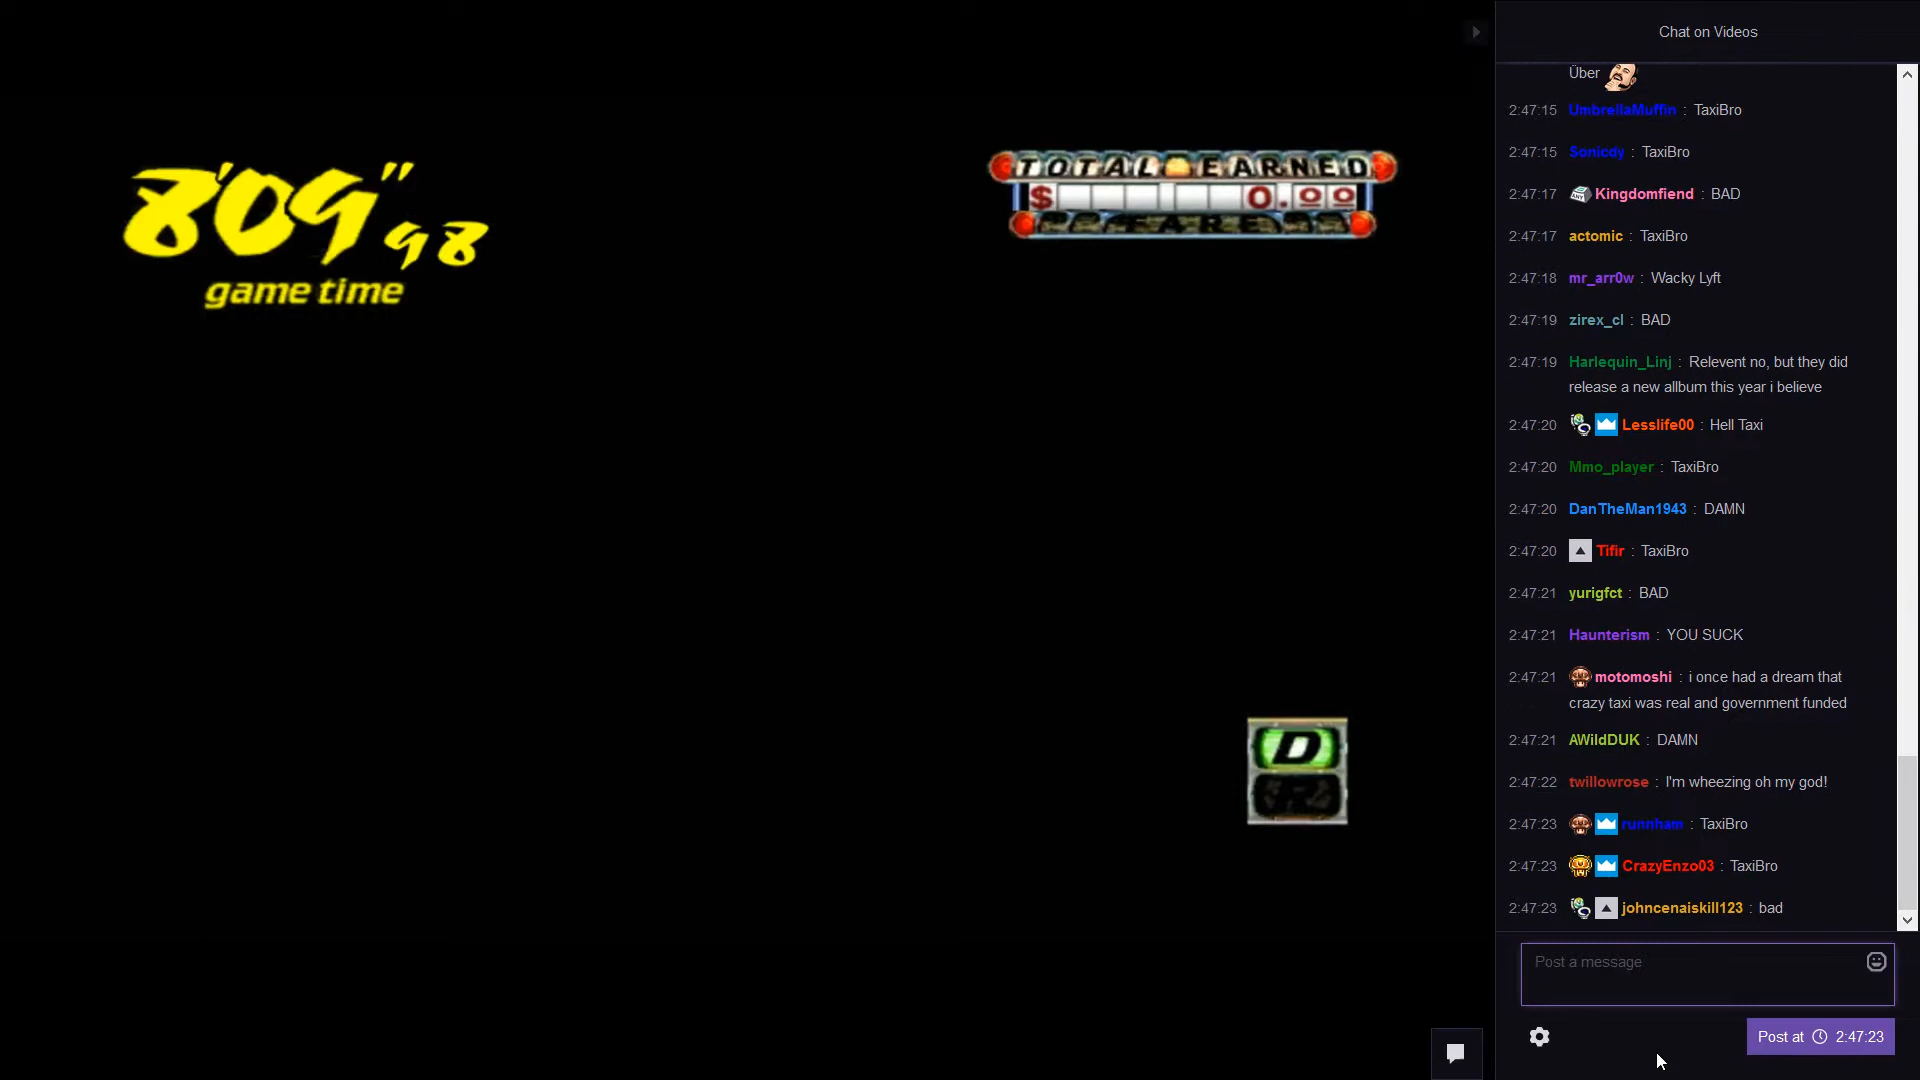 8'09"98
game time
TOTAL EARNED
$ 0.00
D
Chat on Videos
Über
2:47:15 UmbrellaMuffin : TaxiBro
2:47:15 Sonicdy : TaxiBro
2:47:17 Kingdomfiend : BAD
2:47:17 actomic : TaxiBro
2:47:18 mr_arr0w : Wacky Lyft
2:47:19 zirex_cl : BAD
2:47:19 Harlequin_Linj : Relevent no, but they did
release a new allbum this year i believe
2:47:20 Lesslife00 : Hell Taxi
2:47:20 Mmo_player : TaxiBro
2:47:20 DanTheMan1943 : DAMN
2:47:20 Tifir : TaxiBro
2:47:21 yurigfct : BAD
2:47:21 Haunterism : YOU SUCK
2:47:21 motomoshi : i once had a dream that
crazy taxi was real and government funded
2:47:21 AWildDUK : DAMN
2:47:22 twillowrose : I'm wheezing oh my god!
2:47:23 runnham : TaxiBro
2:47:23 CrazyEnzo03 : TaxiBro
2:47:23 johncenaiskill123 : bad
Post a message
Post at 2:47:23